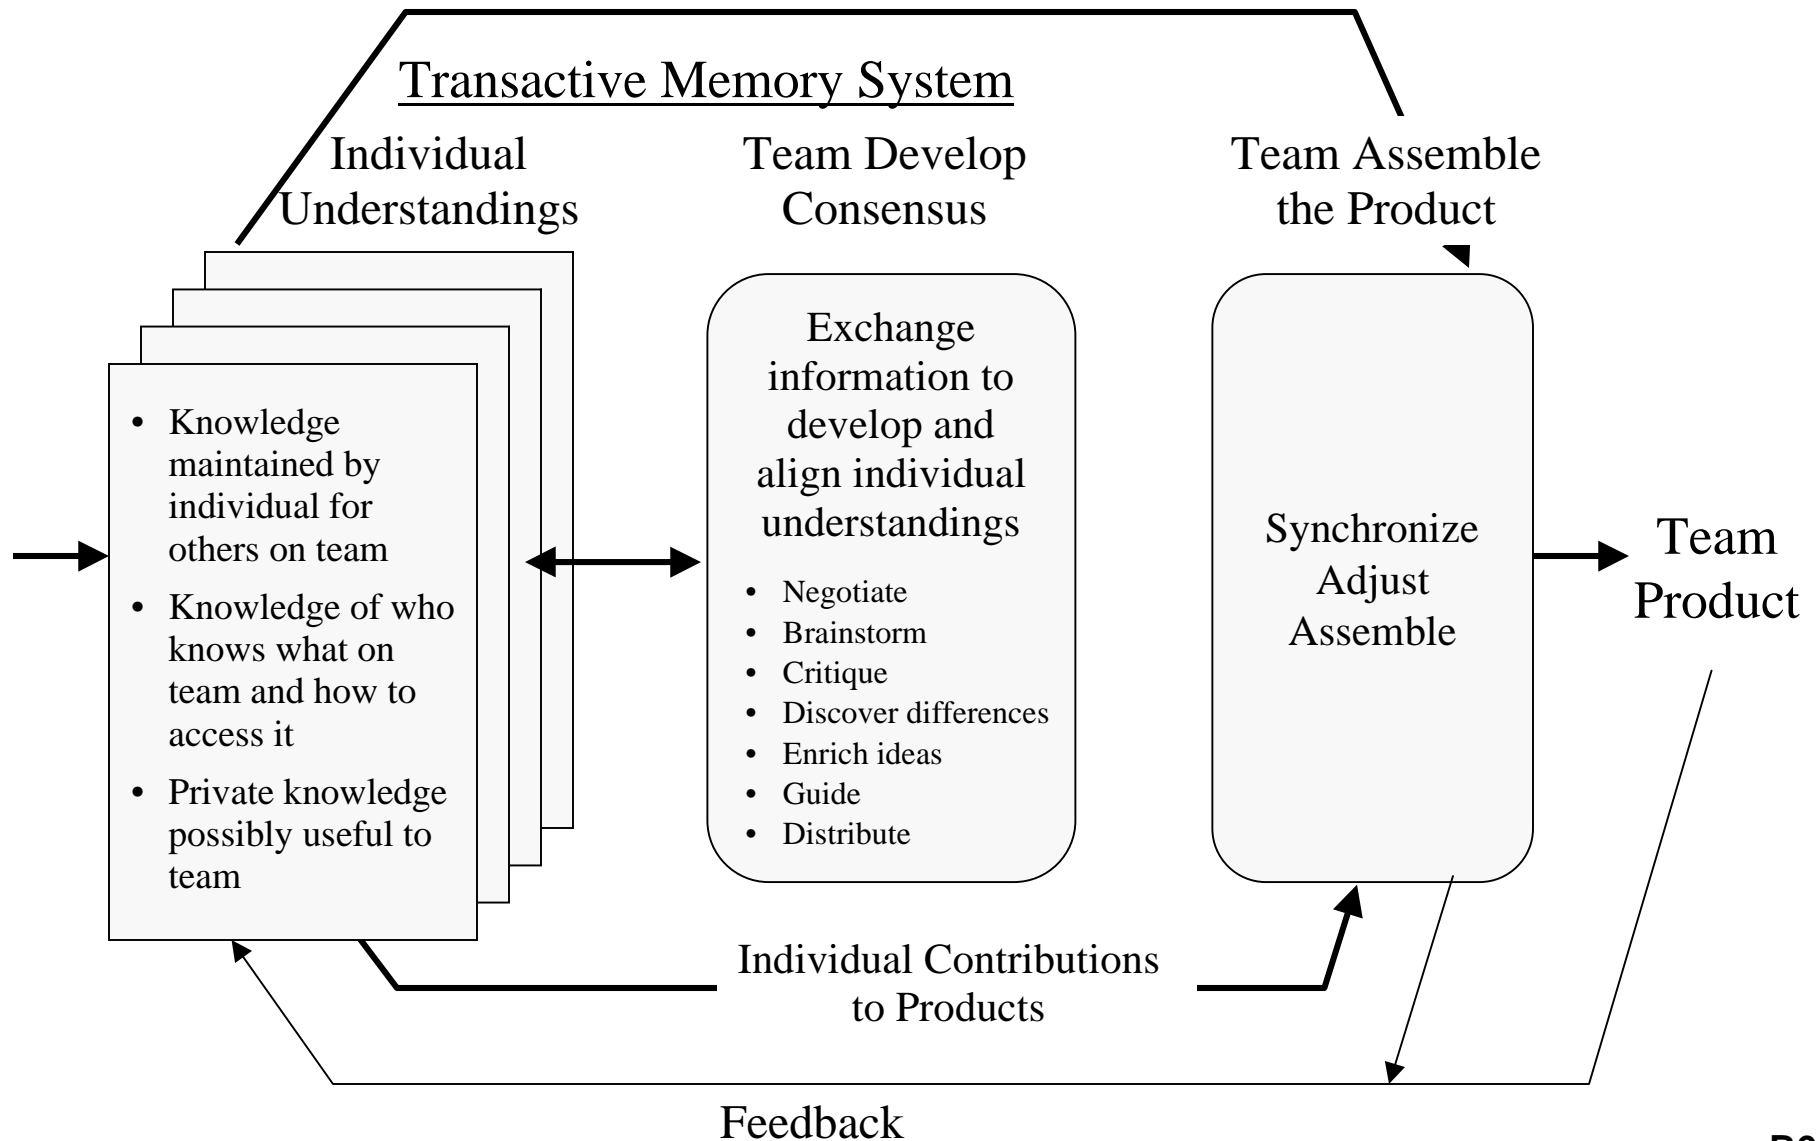 Transactive Memory System
Individual
Understandings
Team Develop
Consensus
Team Assemble
the Product
• Knowledge
maintained by
individual for
others on team
• Knowledge of who
knows what on
team and how to
access it
• Private knowledge
possibly useful to
team
Exchange
information to
develop and
align individual
understandings
• Negotiate
• Brainstorm
• Critique
• Discover differences
• Enrich ideas
• Guide
• Distribute
Synchronize
Adjust
Assemble
Team
Product
Individual Contributions
to Products
Feedback